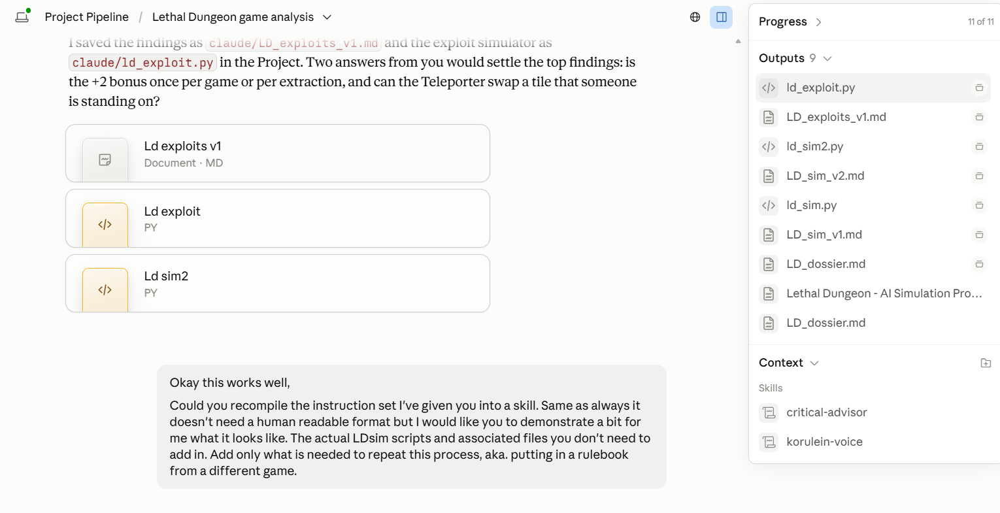 Project Pipeline / Lethal Dungeon game analysis
I saved the findings as claude/LD_exploits_v1.md and the exploit simulator as
claude/ld_exploit.py in the Project. Two answers from you would settle the top findings: is
the +2 bonus once per game or per extraction, and can the Teleporter swap a tile that someone
is standing on?
Ld exploits v1
Document · MD
</> Ld exploit
PY
</> Ld sim2
PY
Okay this works well,
Could you recompile the instruction set I've given you into a skill. Same as always it
doesn't need a human readable format but I would like you to demonstrate a bit for
me what it looks like. The actual LDsim scripts and associated files you don't need to
add in. Add only what is needed to repeat this process, aka. putting in a rulebook
from a different game.
Progress 11 of 11
Outputs 9
</> ld_exploit.py
LD_exploits_v1.md
</> ld_sim2.py
LD_sim_v2.md
</> ld_sim.py
LD_sim_v1.md
LD_dossier.md
Lethal Dungeon - AI Simulation Pro...
LD_dossier.md
Context
Skills
critical-advisor
korulein-voice